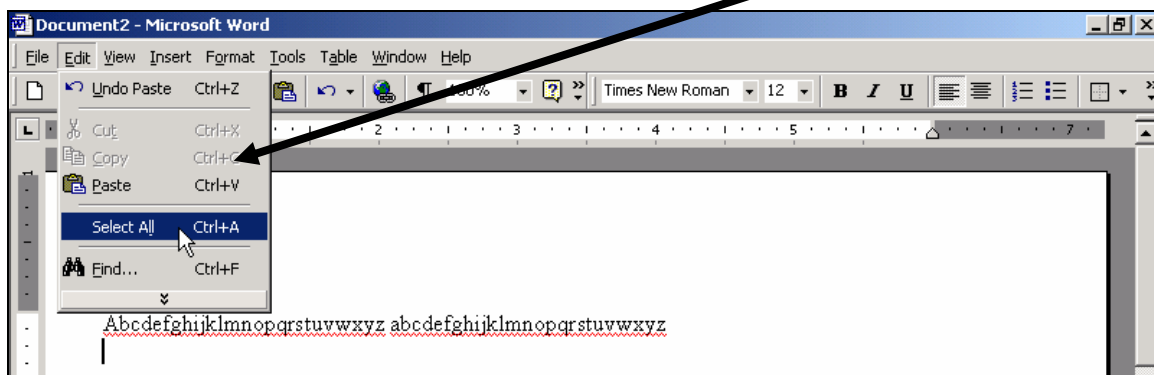 Document2 - Microsoft Word
File Edit View Insert Format Tools Table Window Help
Times New Roman 12 B I U
2 3 4 5 7
Undo Paste Ctrl+Z
Cut Ctrl+X
Copy Ctrl+C
Paste Ctrl+V
Select All Ctrl+A
Find... Ctrl+F
Abcdefghijklmnopqrstuvwxyz abcdefghijklmnopqrstuvwxyz